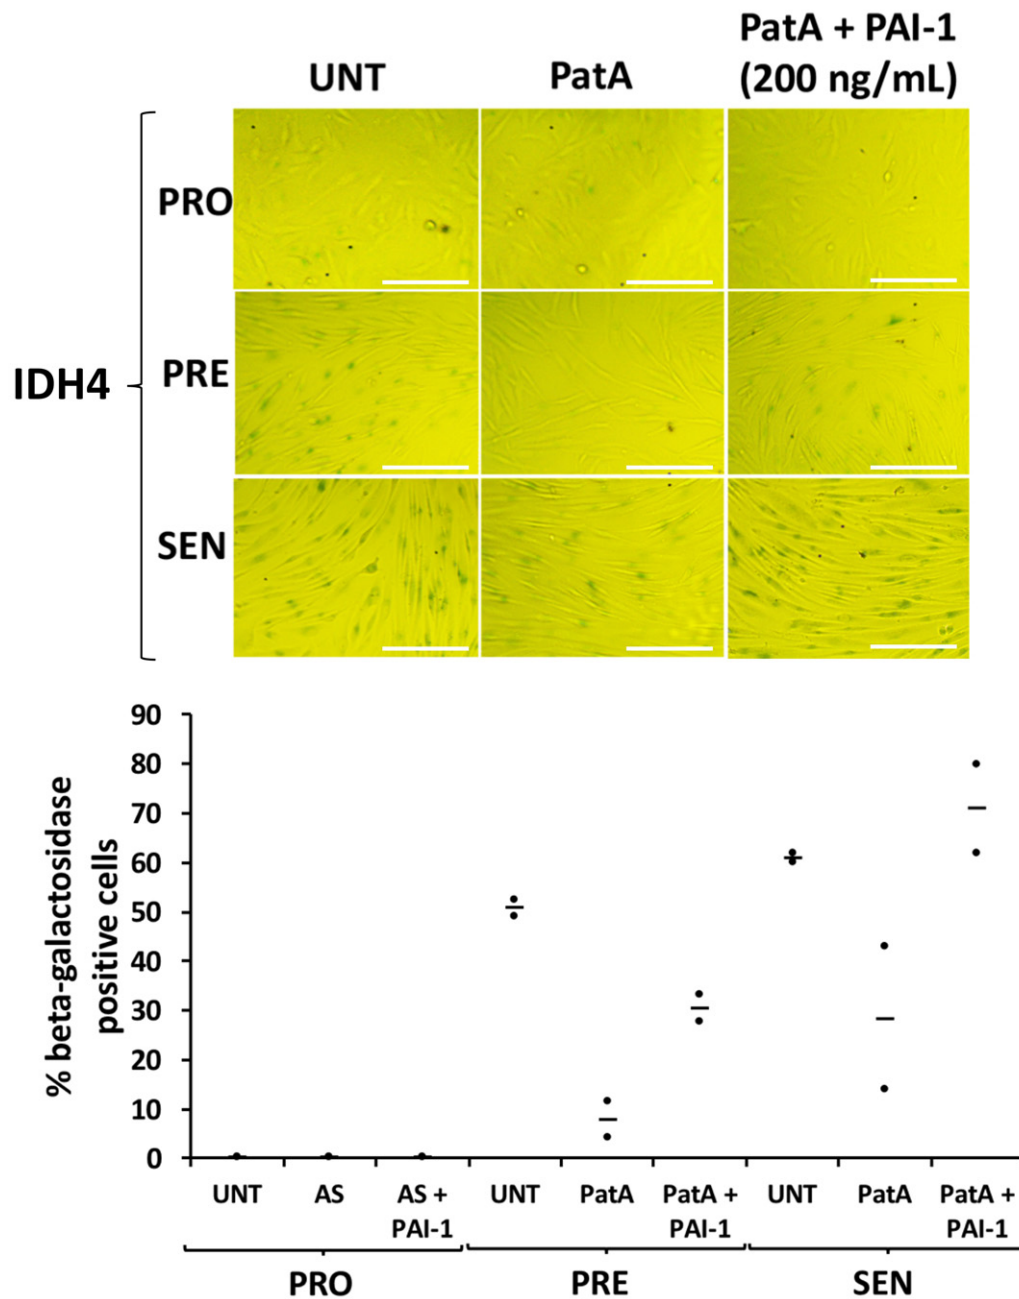 UNT PatA PatA + PAI-1
(200 ng/mL)
PRO
PRE
IDH4
SEN
% beta-galactosidase
positive cells
90
80
70
60
50
40
30
20
10
0
UNT AS AS + PAI-1 UNT PatA PatA + PAI-1 UNT PatA PatA + PAI-1
PRO PRE SEN